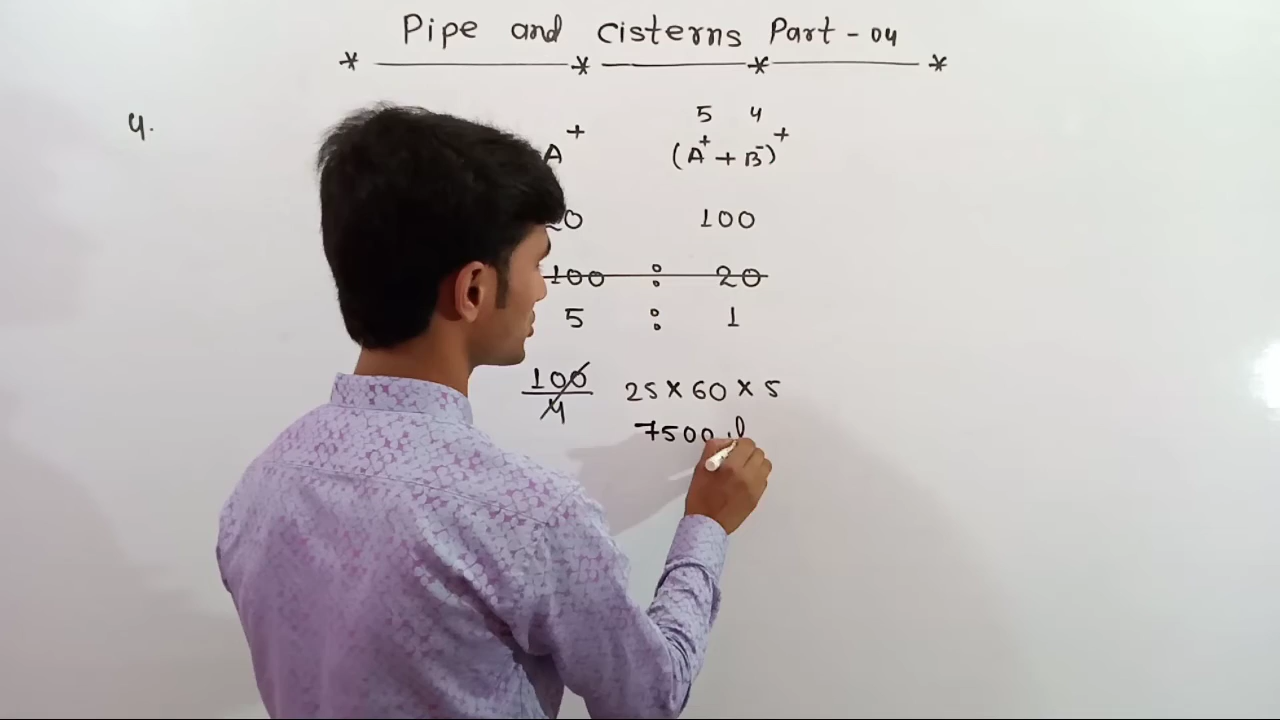 Pipe and cisterns Part - 04
* * * *
4.
5 4
A⁺ (A⁺ + B⁻)⁺
20 100
100 : 20
5 : 1
100/4 25 × 60 × 5
7500 l